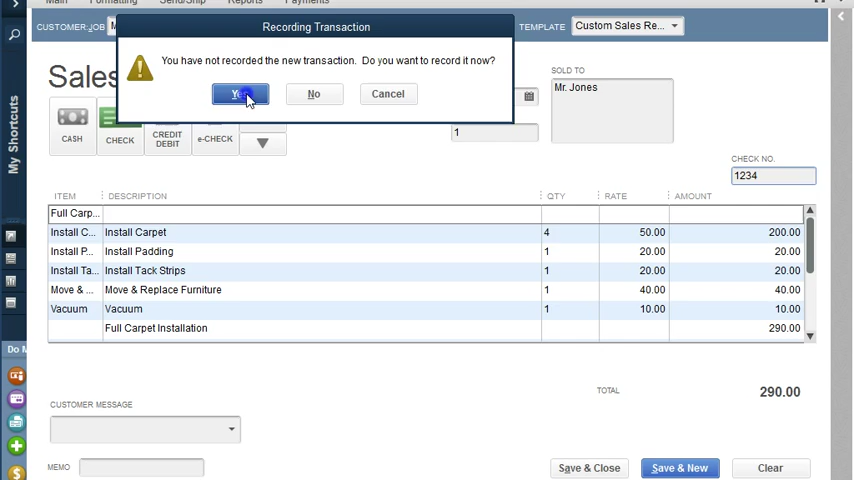 Main Formatting Send/Ship Reports Payments
Recording Transaction
You have not recorded the new transaction. Do you want to record it now?
Yes No Cancel
CUSTOMER:JOB
TEMPLATE Custom Sales Re...
Sales
SOLD TO
Mr. Jones
1
CASH CHECK CREDIT DEBIT e-CHECK
CHECK NO.
1234
My Shortcuts
ITEM DESCRIPTION QTY RATE AMOUNT
Full Carp...
Install C... Install Carpet 4 50.00 200.00
Install P... Install Padding 1 20.00 20.00
Install Ta... Install Tack Strips 1 20.00 20.00
Move & ... Move & Replace Furniture 1 40.00 40.00
Vacuum Vacuum 1 10.00 10.00
Full Carpet Installation 290.00
Do M
TOTAL 290.00
CUSTOMER MESSAGE
MEMO
Save & Close Save & New Clear